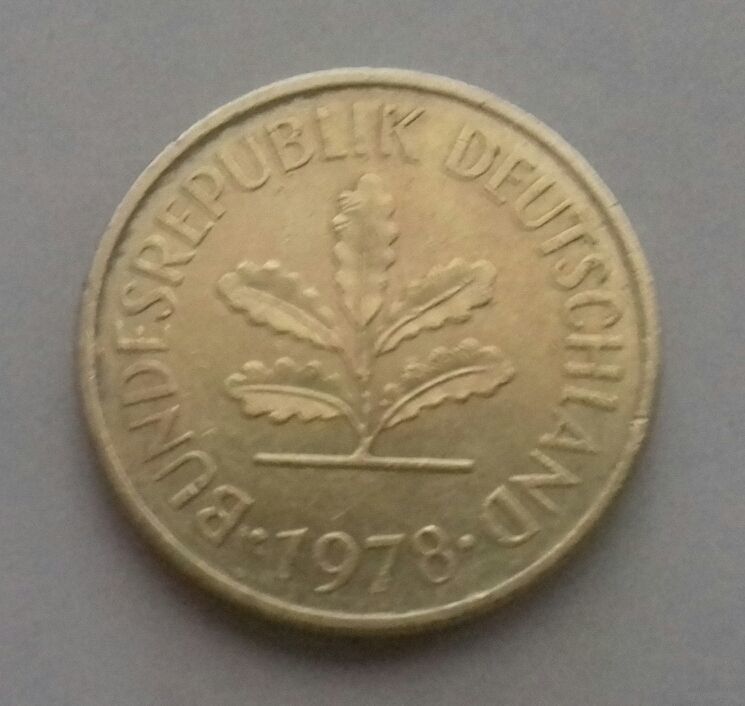 BUNDESREPUBLIK DEUTSCHLAND
· 1978 ·